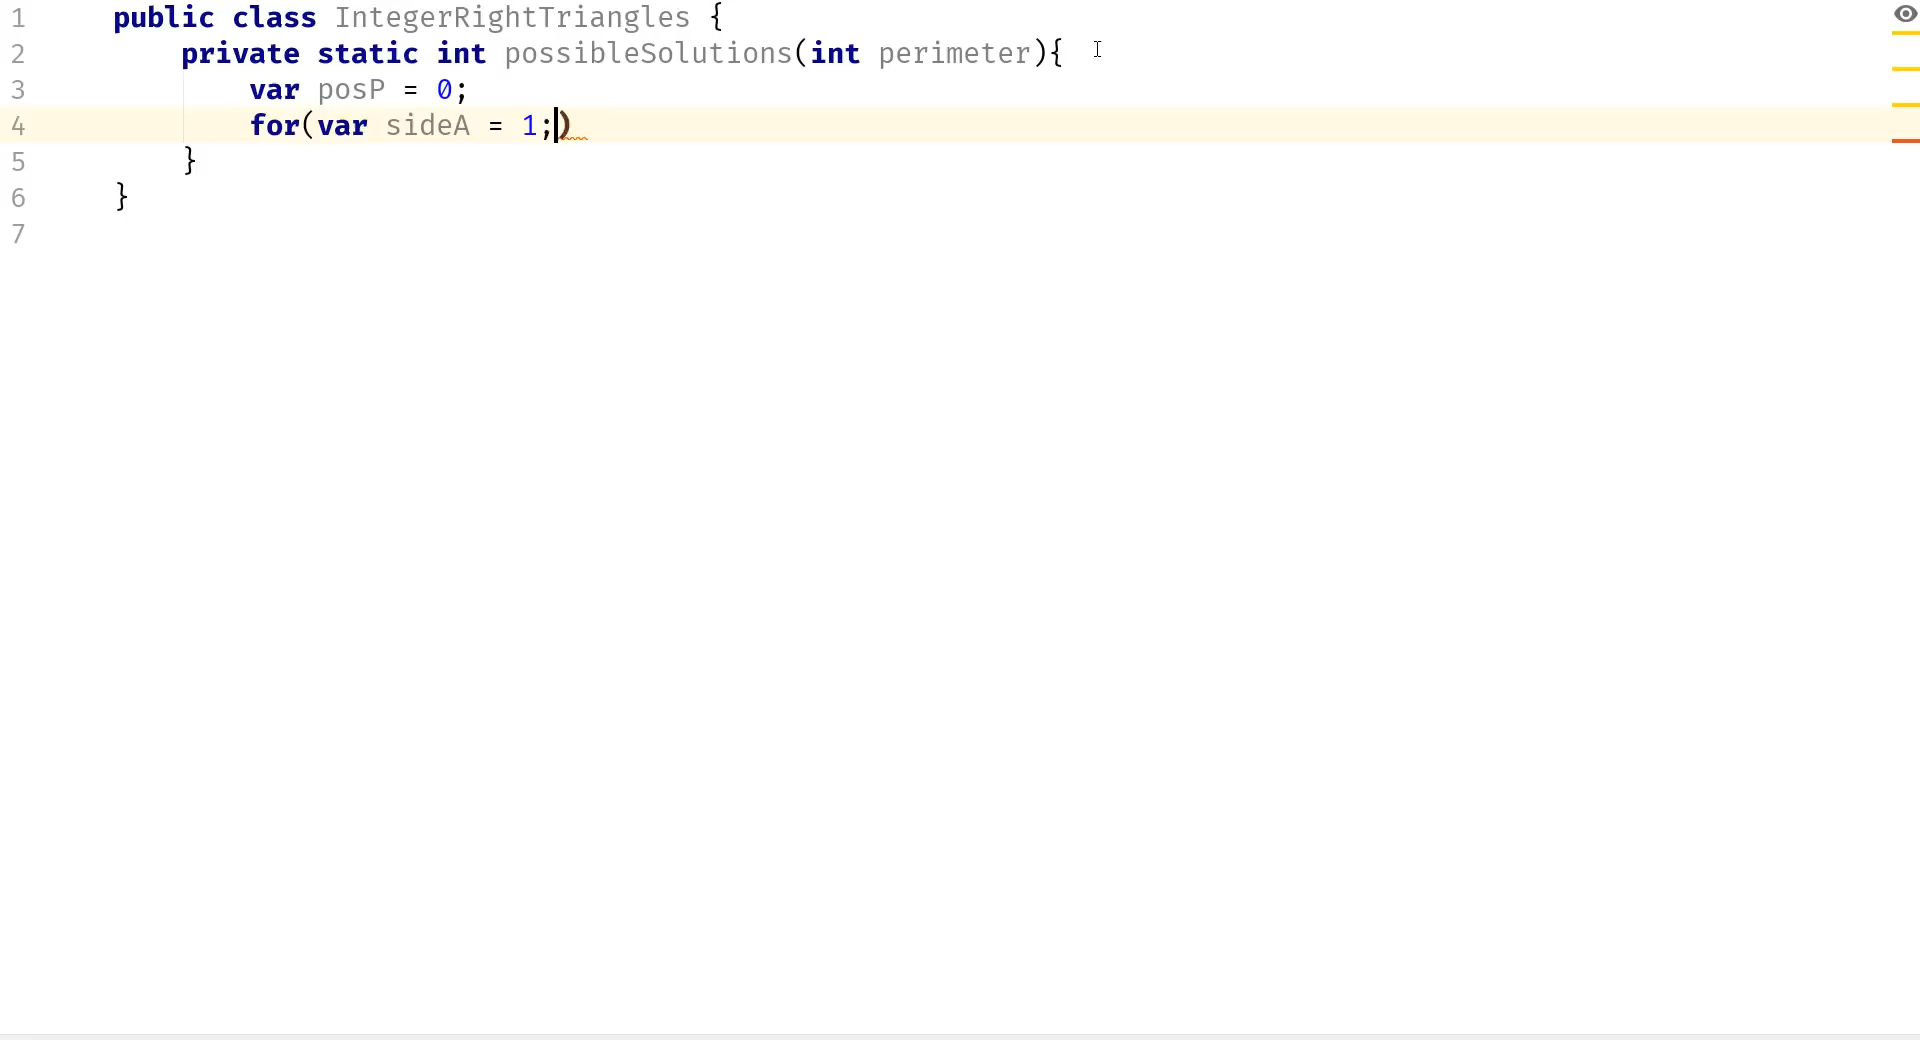 1 public class IntegerRightTriangles {
2 private static int possibleSolutions(int perimeter){
3 var posP = 0;
4 for(var sideA = 1;)
5 }
6 }
7